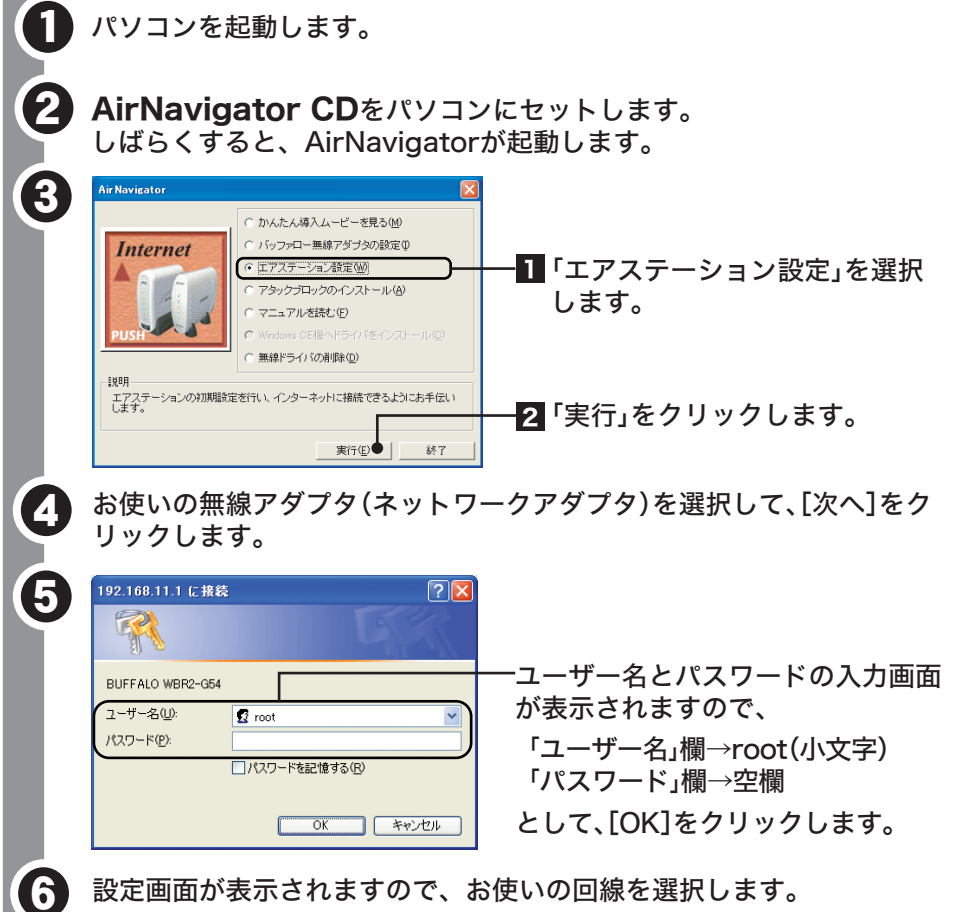 1 パソコンを起動します。
2 AirNavigator CDをパソコンにセットします。
しばらくすると、AirNavigatorが起動します。
3
AirNavigator
Internet
PUSH
かんたん導入ムービーを見る(M)
バッファロー無線アダプタの設定(I)
エアステーション設定(W)
アタックブロックのインストール(A)
マニュアルを読む(F)
Windows CE機へドライバをインストール(C)
無線ドライバの削除(D)
説明
エアステーションの初期設定を行い、インターネットに接続できるようにお手伝い
します。
実行(E) 終了
1 「エアステーション設定」を選択
します。
2 「実行」をクリックします。
4 お使いの無線アダプタ(ネットワークアダプタ)を選択して、[次へ]をク
リックします。
5
192.168.11.1 に接続
BUFFALO WBR2-G54
ユーザー名(U): root
パスワード(P):
パスワードを記憶する(R)
OK キャンセル
ユーザー名とパスワードの入力画面
が表示されますので、
「ユーザー名」欄→root(小文字)
「パスワード」欄→空欄
として、[OK]をクリックします。
6 設定画面が表示されますので、お使いの回線を選択します。